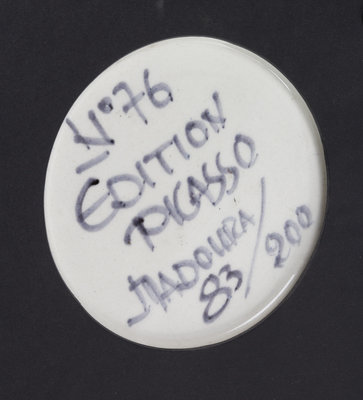 N°76
EDITION
PICASSO
MADOURA
83/200